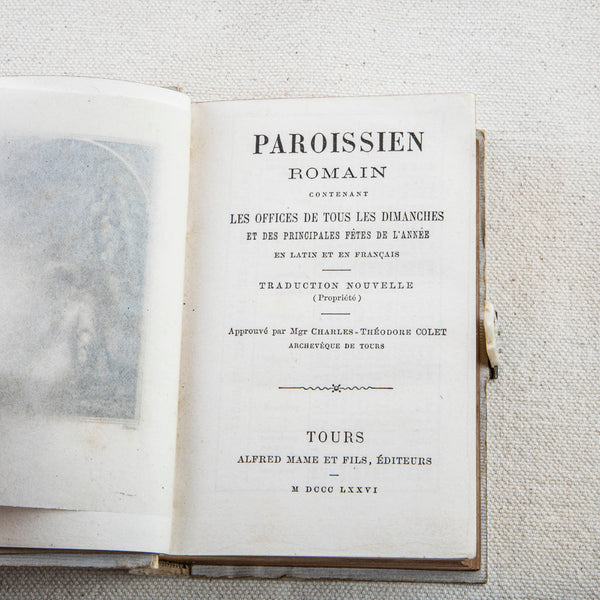 PAROISSIEN
ROMAIN
CONTENANT
LES OFFICES DE TOUS LES DIMANCHES
ET DES PRINCIPALES FÊTES DE L'ANNÉE
EN LATIN ET EN FRANÇAIS
TRADUCTION NOUVELLE
(Propriété)
Approuvé par Mgr CHARLES-THÉODORE COLET
ARCHEVÊQUE DE TOURS
TOURS
ALFRED MAME ET FILS, ÉDITEURS
M DCCC LXXVI